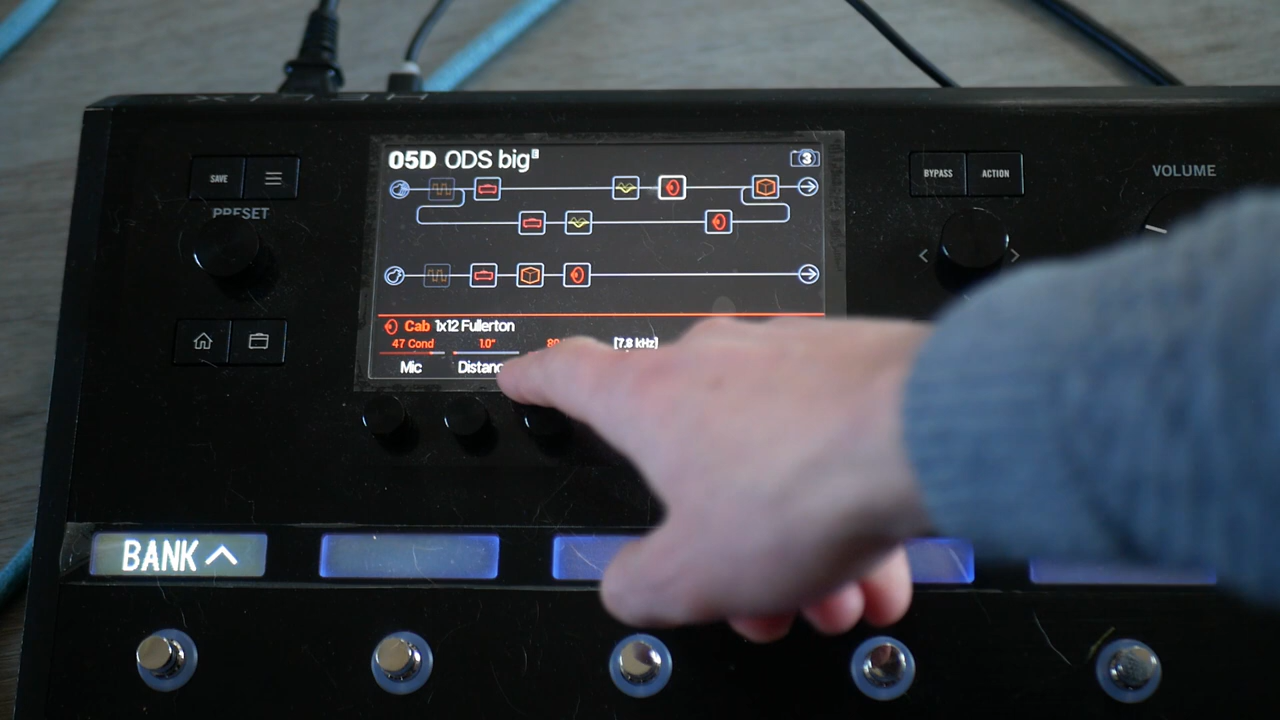 HELIX
SAVE
PRESET
05D ODS big
3
BYPASS
ACTION
VOLUME
Cab 1x12 Fullerton
47 Cond 1.0" [7.8 kHz]
Mic
BANK